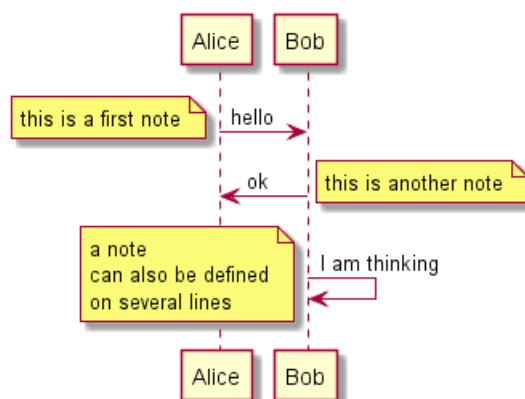 Alice
Bob
this is a first note
hello
ok
this is another note
a note
can also be defined
on several lines
I am thinking
Alice
Bob